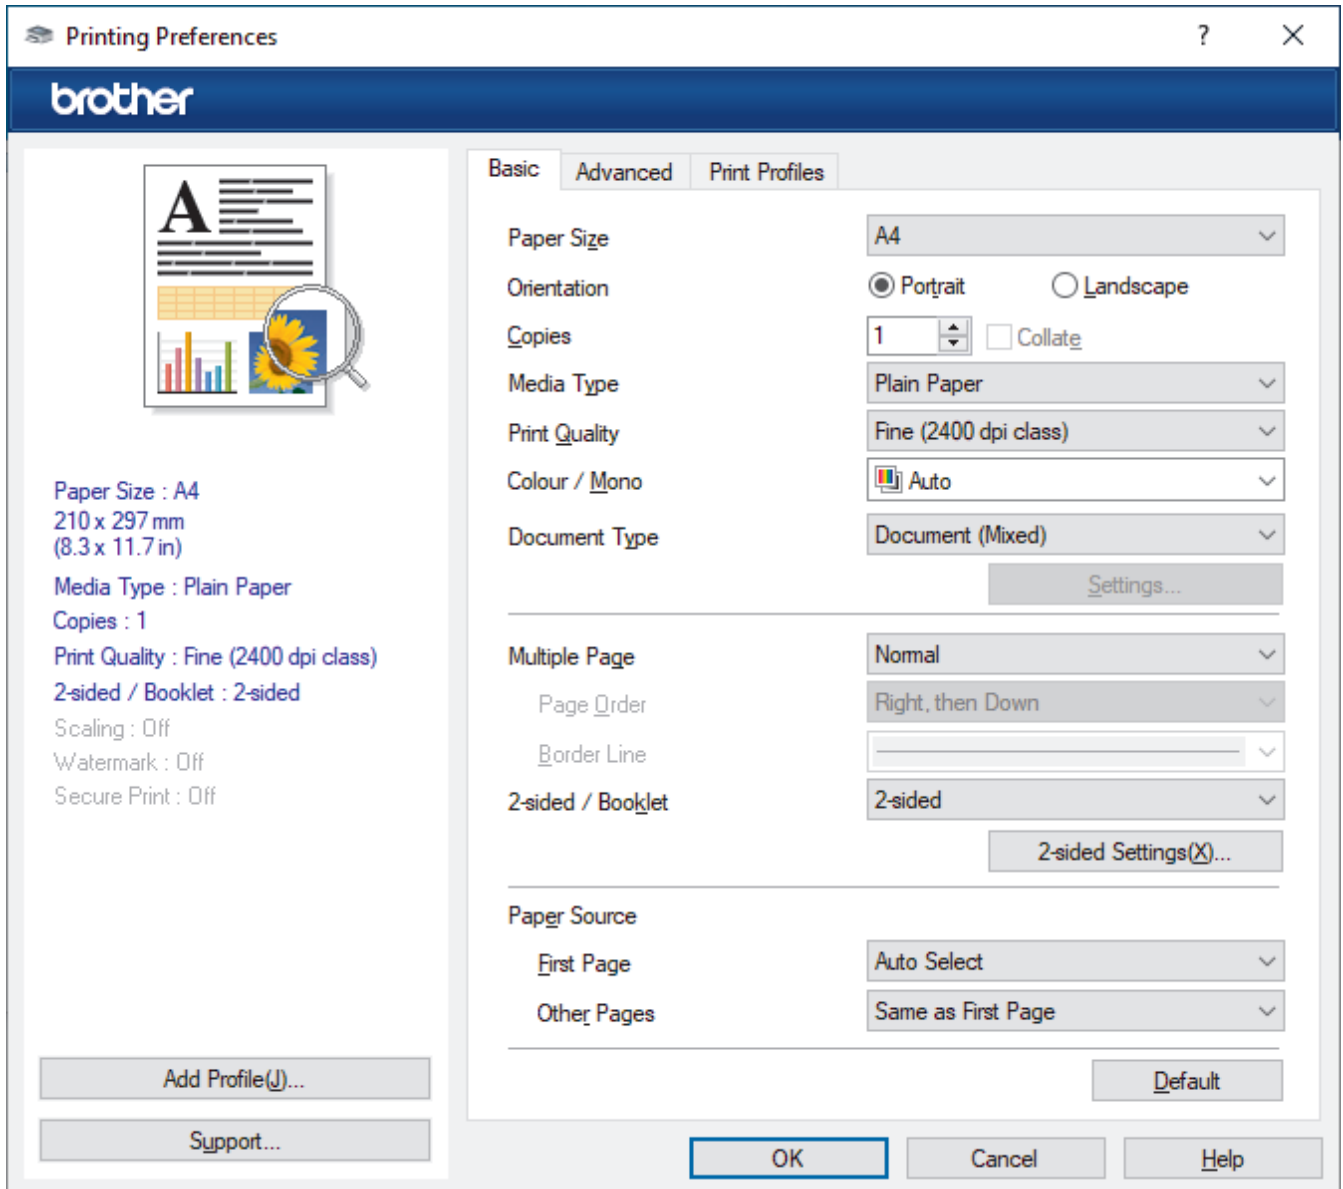 Printing Preferences
?
brother
A
Paper Size : A4
210 x 297 mm
(8.3 x 11.7 in)
Media Type : Plain Paper
Copies : 1
Print Quality : Fine (2400 dpi class)
2-sided / Booklet : 2-sided
Scaling : Off
Watermark : Off
Secure Print : Off
Add Profile(J)...
Support...
Basic Advanced Print Profiles
Paper Size A4
Orientation Portrait Landscape
Copies 1 Collate
Media Type Plain Paper
Print Quality Fine (2400 dpi class)
Colour / Mono Auto
Document Type Document (Mixed)
Settings...
Multiple Page Normal
Page Order Right, then Down
Border Line
2-sided / Booklet 2-sided
2-sided Settings(X)...
Paper Source
First Page Auto Select
Other Pages Same as First Page
Default
OK Cancel Help